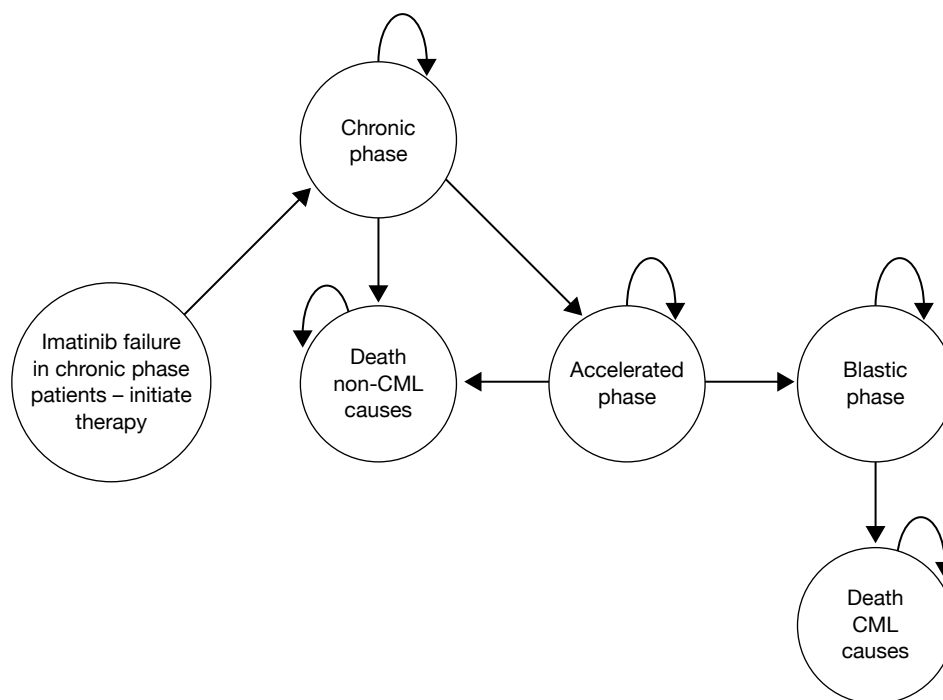 Chronic
phase
Imatinib failure
in chronic phase
patients – initiate
therapy
Death
non-CML
causes
Accelerated
phase
Blastic
phase
Death
CML
causes